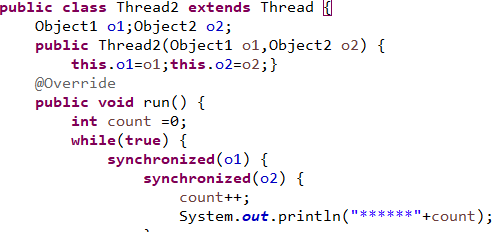 public class Thread2 extends Thread {
    Object1 o1;Object2 o2;
    public Thread2(Object1 o1,Object2 o2) {
        this.o1=o1;this.o2=o2;}
    @Override
    public void run() {
        int count =0;
        while(true) {
            synchronized(o1) {
                synchronized(o2) {
                    count++;
                    System.out.println("******"+count);